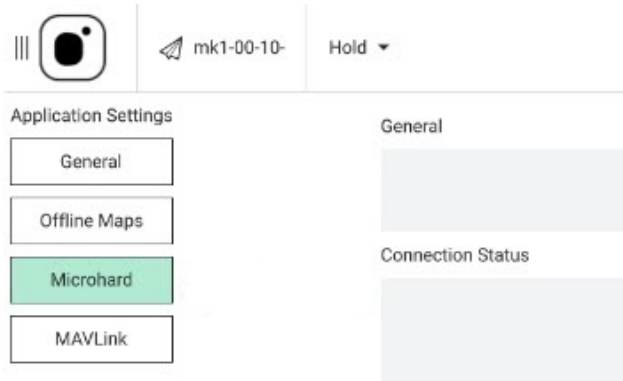 mk1-00-10- Hold
Application Settings
General
General
Offline Maps
Connection Status
Microhard
MAVLink